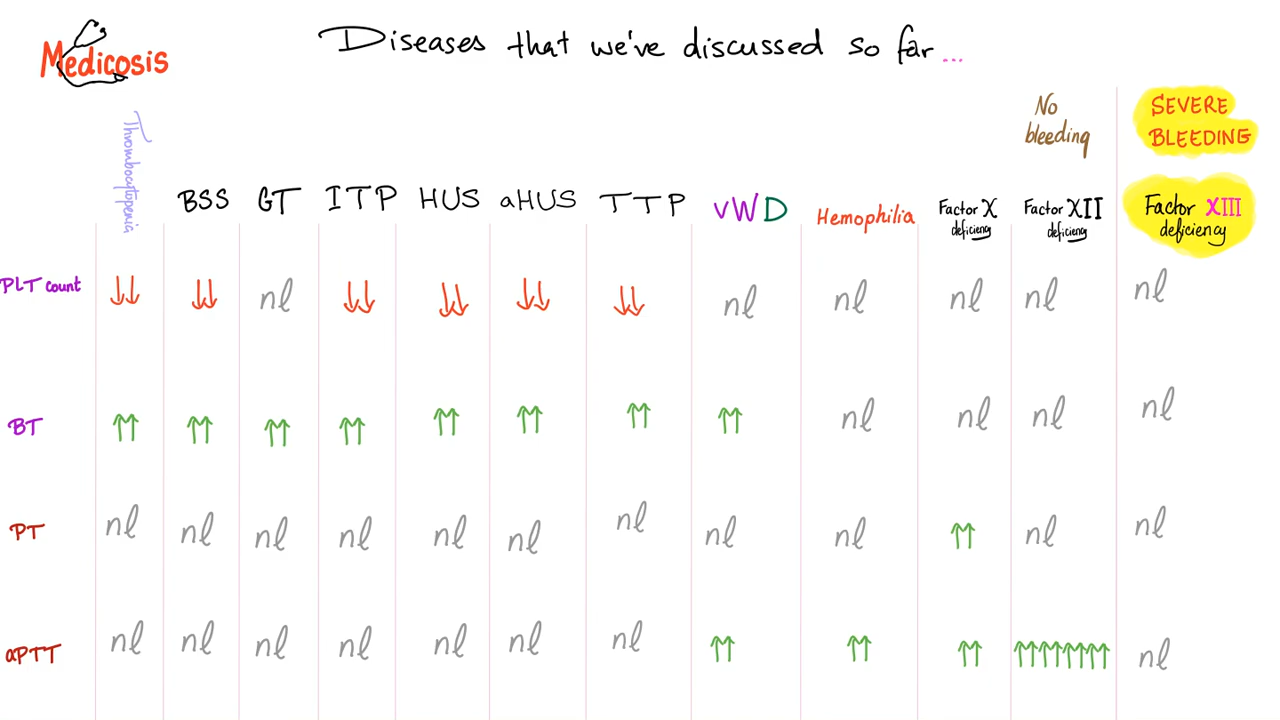 Medicosis
Diseases that we've discussed so far...
No
bleeding
SEVERE
BLEEDING
Thrombocytopenia
BSS GT ITP HUS aHUS TTP vWD Hemophilia Factor X deficiency Factor XII deficiency Factor XIII deficiency
PLT count ↓↓ ↓↓ nl ↓↓ ↓↓ ↓↓ ↓↓ nl nl nl nl nl
BT ↑↑ ↑↑ ↑↑ ↑↑ ↑↑ ↑↑ ↑↑ ↑↑ nl nl nl nl
PT nl nl nl nl nl nl nl nl nl ↑↑ nl nl
aPTT nl nl nl nl nl nl nl ↑↑ ↑↑ ↑↑ ↑↑↑↑↑↑↑↑ nl